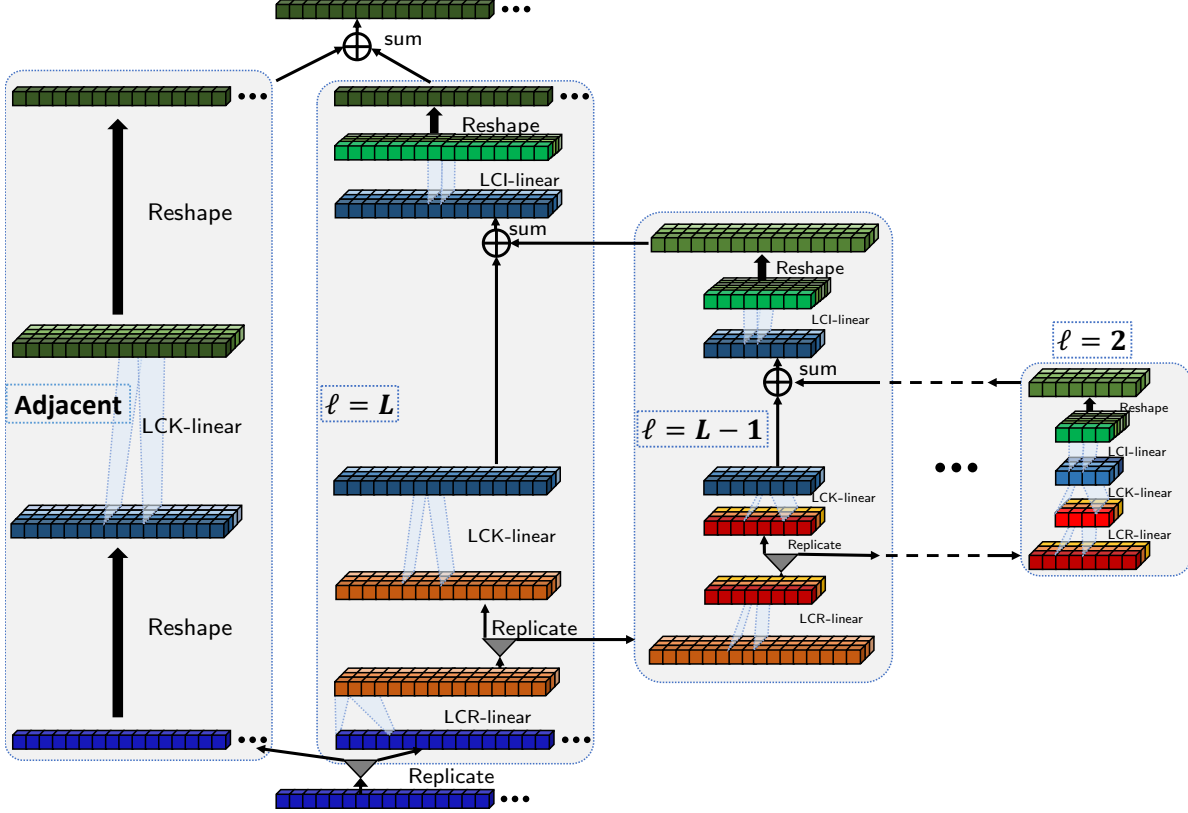 sum
Reshape
LCI-linear
sum
Reshape
Reshape
LCI-linear
ℓ = 2
sum
Adjacent
ℓ = L
Reshape
LCK-linear
ℓ = L − 1
LCI-linear
LCK-linear
LCK-linear
LCK-linear
LCR-linear
Replicate
Reshape
Replicate
LCR-linear
LCR-linear
Replicate